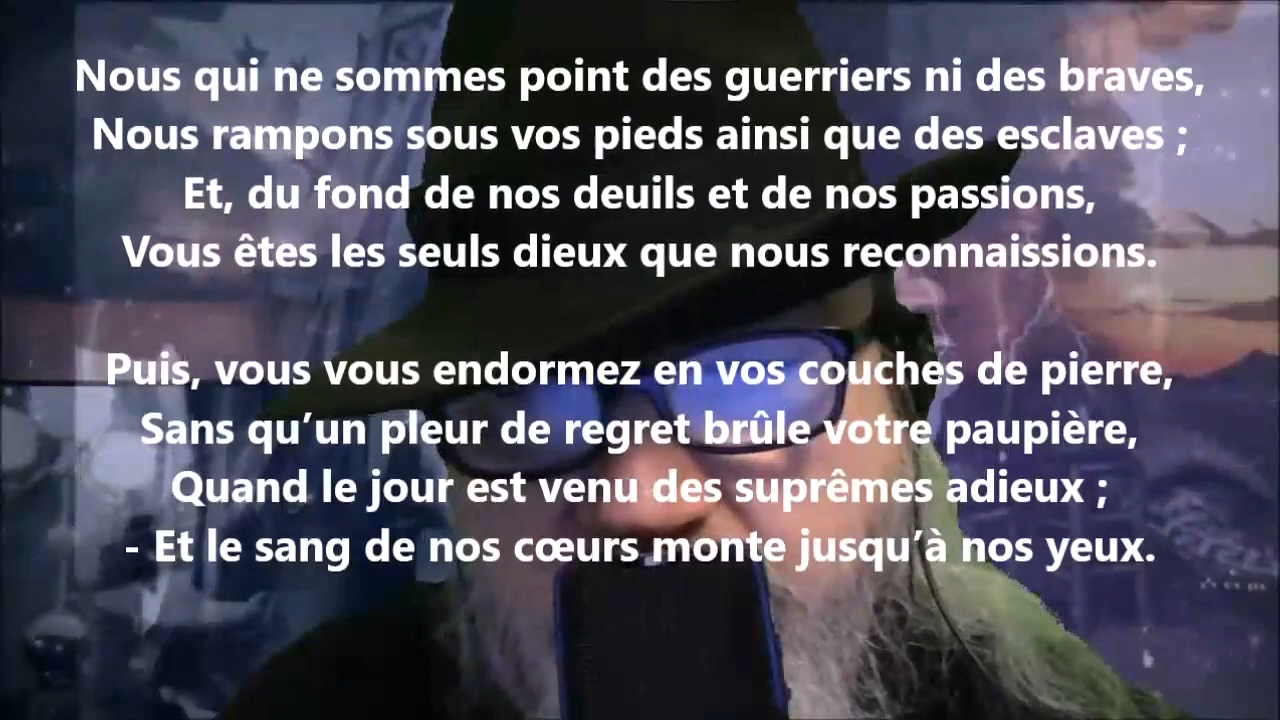 Nous qui ne sommes point des guerriers ni des braves,
Nous rampons sous vos pieds ainsi que des esclaves ;
Et, du fond de nos deuils et de nos passions,
Vous êtes les seuls dieux que nous reconnaissions.
Puis, vous vous endormez en vos couches de pierre,
Sans qu’un pleur de regret brûle votre paupière,
Quand le jour est venu des suprêmes adieux ;
- Et le sang de nos cœurs monte jusqu’à nos yeux.